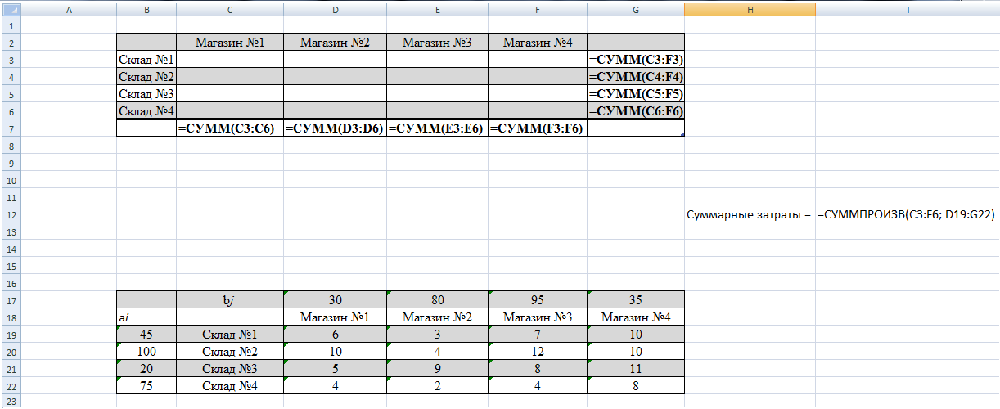 A B C D E F G H I
1
2 Магазин №1 Магазин №2 Магазин №3 Магазин №4
3 Склад №1 =СУММ(C3:F3)
4 Склад №2 =СУММ(C4:F4)
5 Склад №3 =СУММ(C5:F5)
6 Склад №4 =СУММ(C6:F6)
7 =СУММ(C3:C6) =СУММ(D3:D6) =СУММ(E3:E6) =СУММ(F3:F6)
8
9
10
11
12 Суммарные затраты = =СУММПРОИЗВ(C3:F6; D19:G22)
13
14
15
16
17 bj 30 80 95 35
18 ai Магазин №1 Магазин №2 Магазин №3 Магазин №4
19 45 Склад №1 6 3 7 10
20 100 Склад №2 10 4 12 10
21 20 Склад №3 5 9 8 11
22 75 Склад №4 4 2 4 8
23